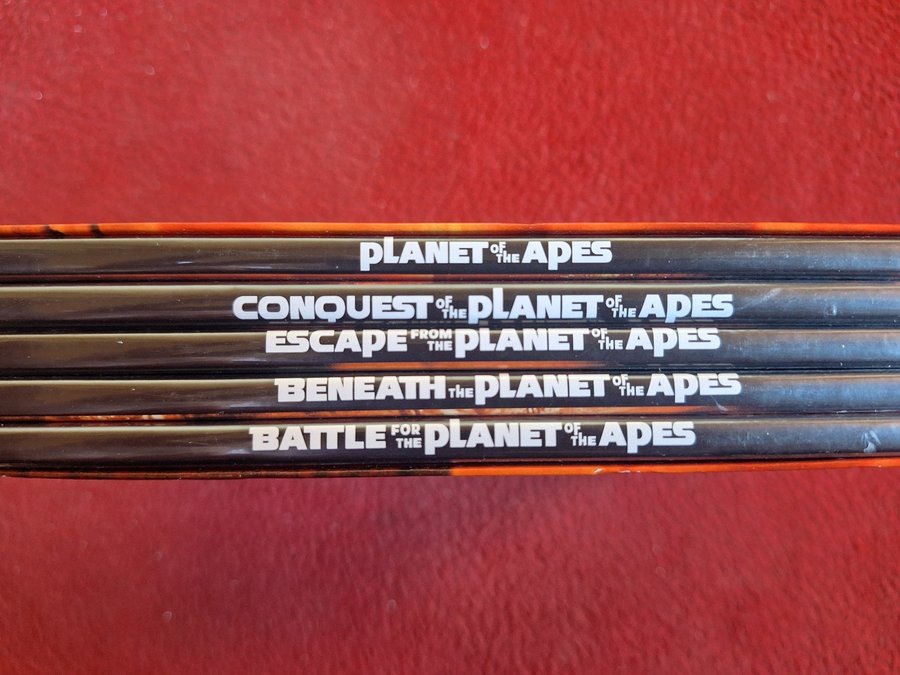 PLANET OF THE APES
CONQUEST OF THE PLANET OF THE APES
ESCAPE FROM THE PLANET OF THE APES
BENEATH THE PLANET OF THE APES
BATTLE FOR THE PLANET OF THE APES